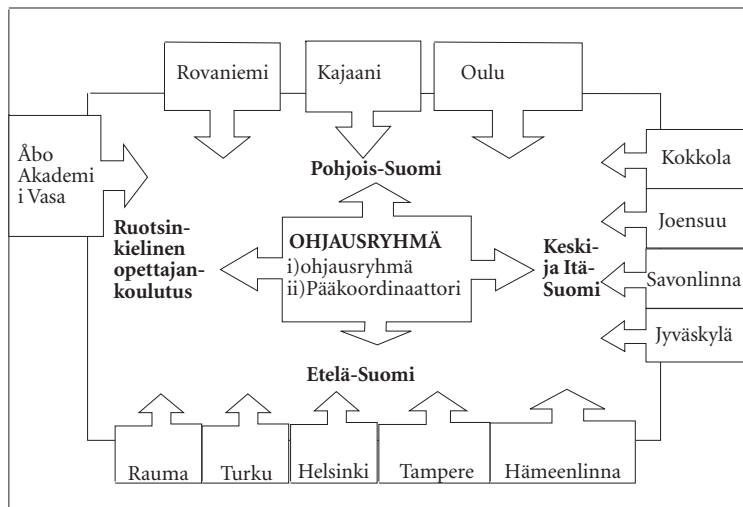 Rovaniemi
Kajaani
Oulu
Åbo
Akademi
i Vasa
Kokkola
Pohjois-Suomi
Joensuu
Ruotsin-
kielinen
opettajan-
koulutus
OHJAUSRYHMÄ
i)ohjausryhmä
ii)Pääkoordinaattori
Keski-
ja Itä-
Suomi
Savonlinna
Jyväskylä
Etelä-Suomi
Rauma
Turku
Helsinki
Tampere
Hämeenlinna